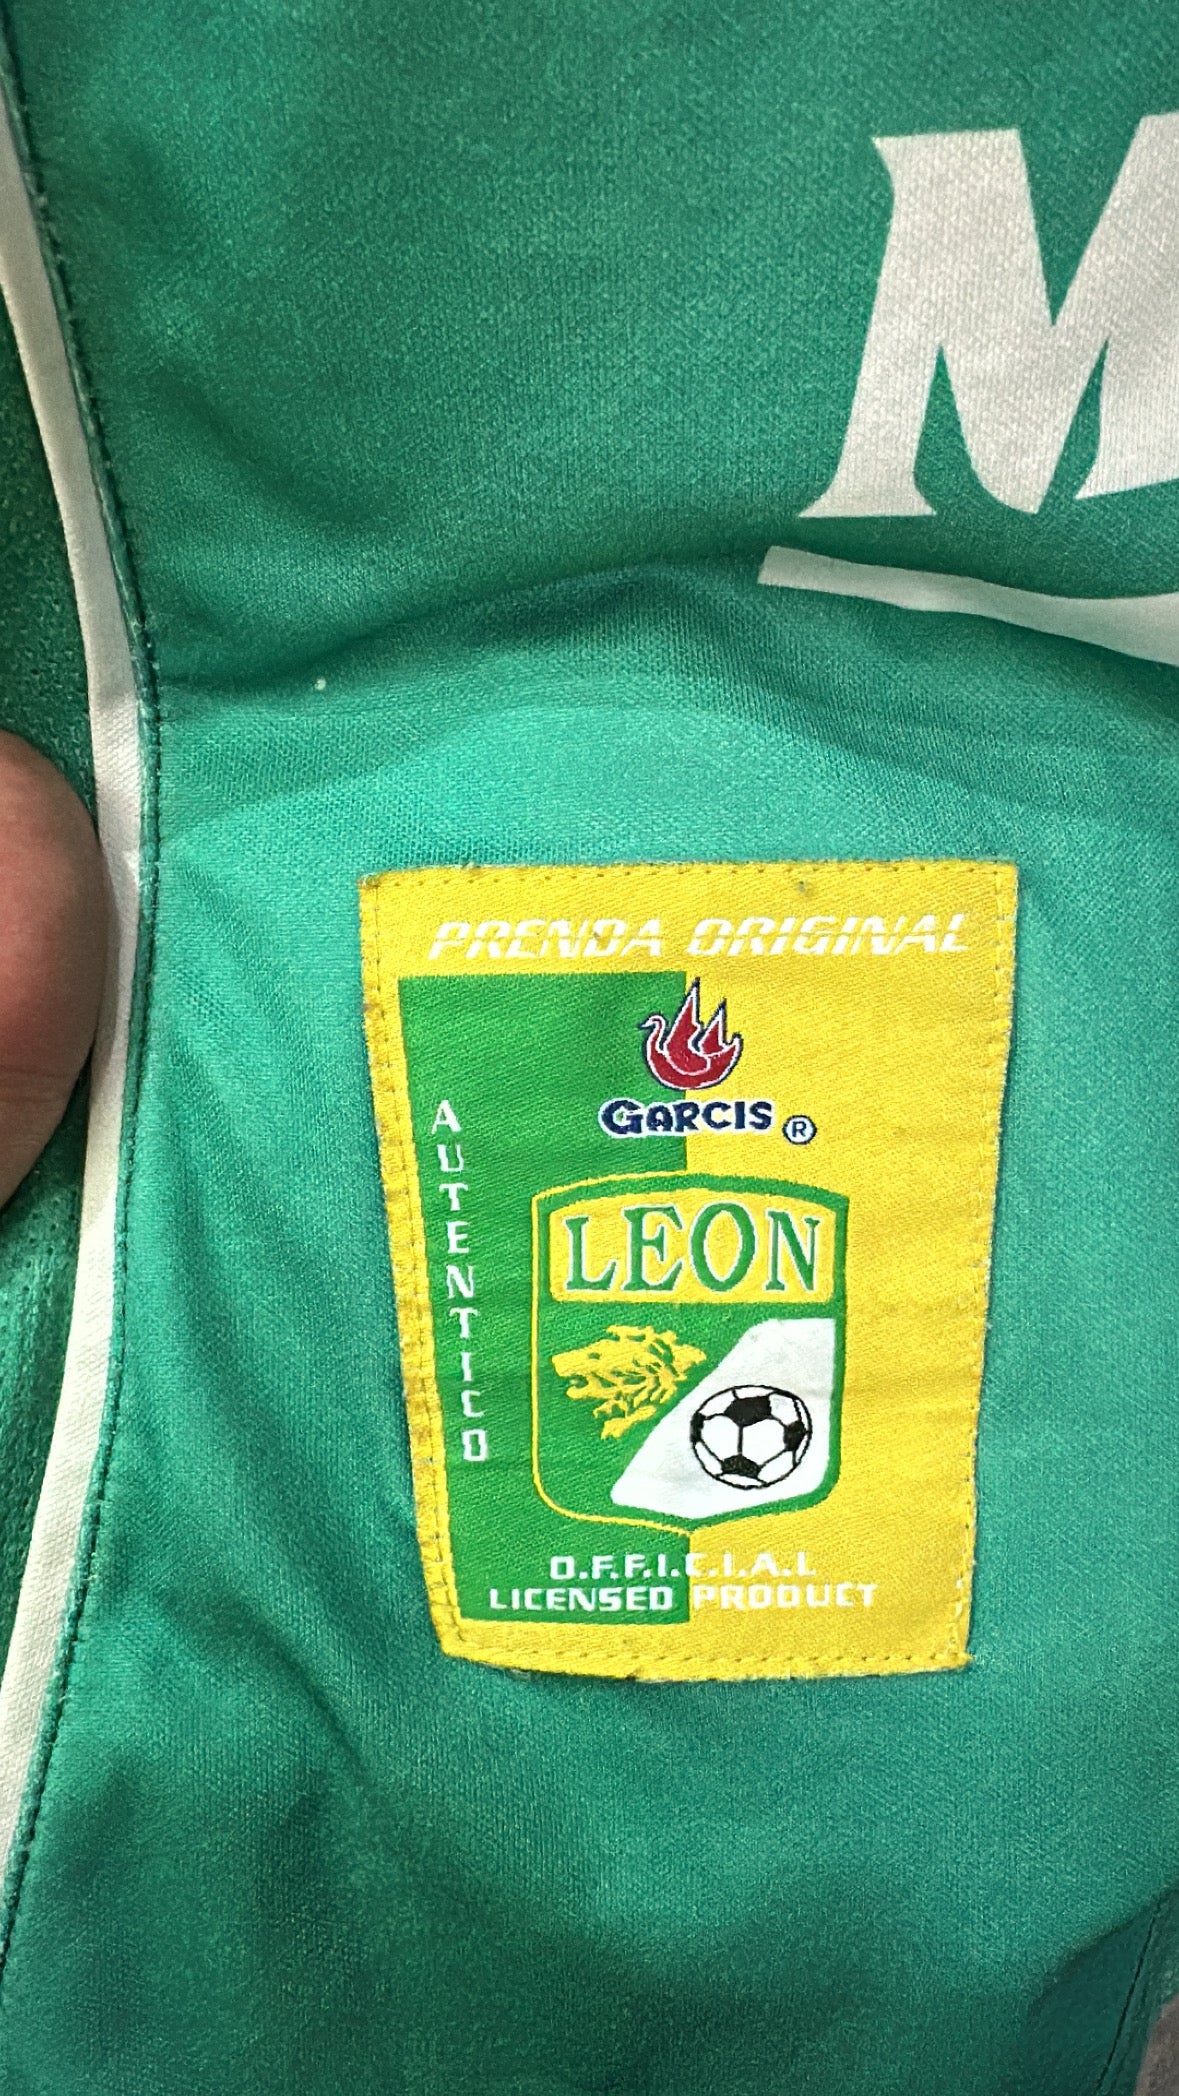 M
PRENDA ORIGINAL
GARCIS ®
AUTENTICO
LEON
O.F.F.I.C.I.A.L
LICENSED PRODUCT